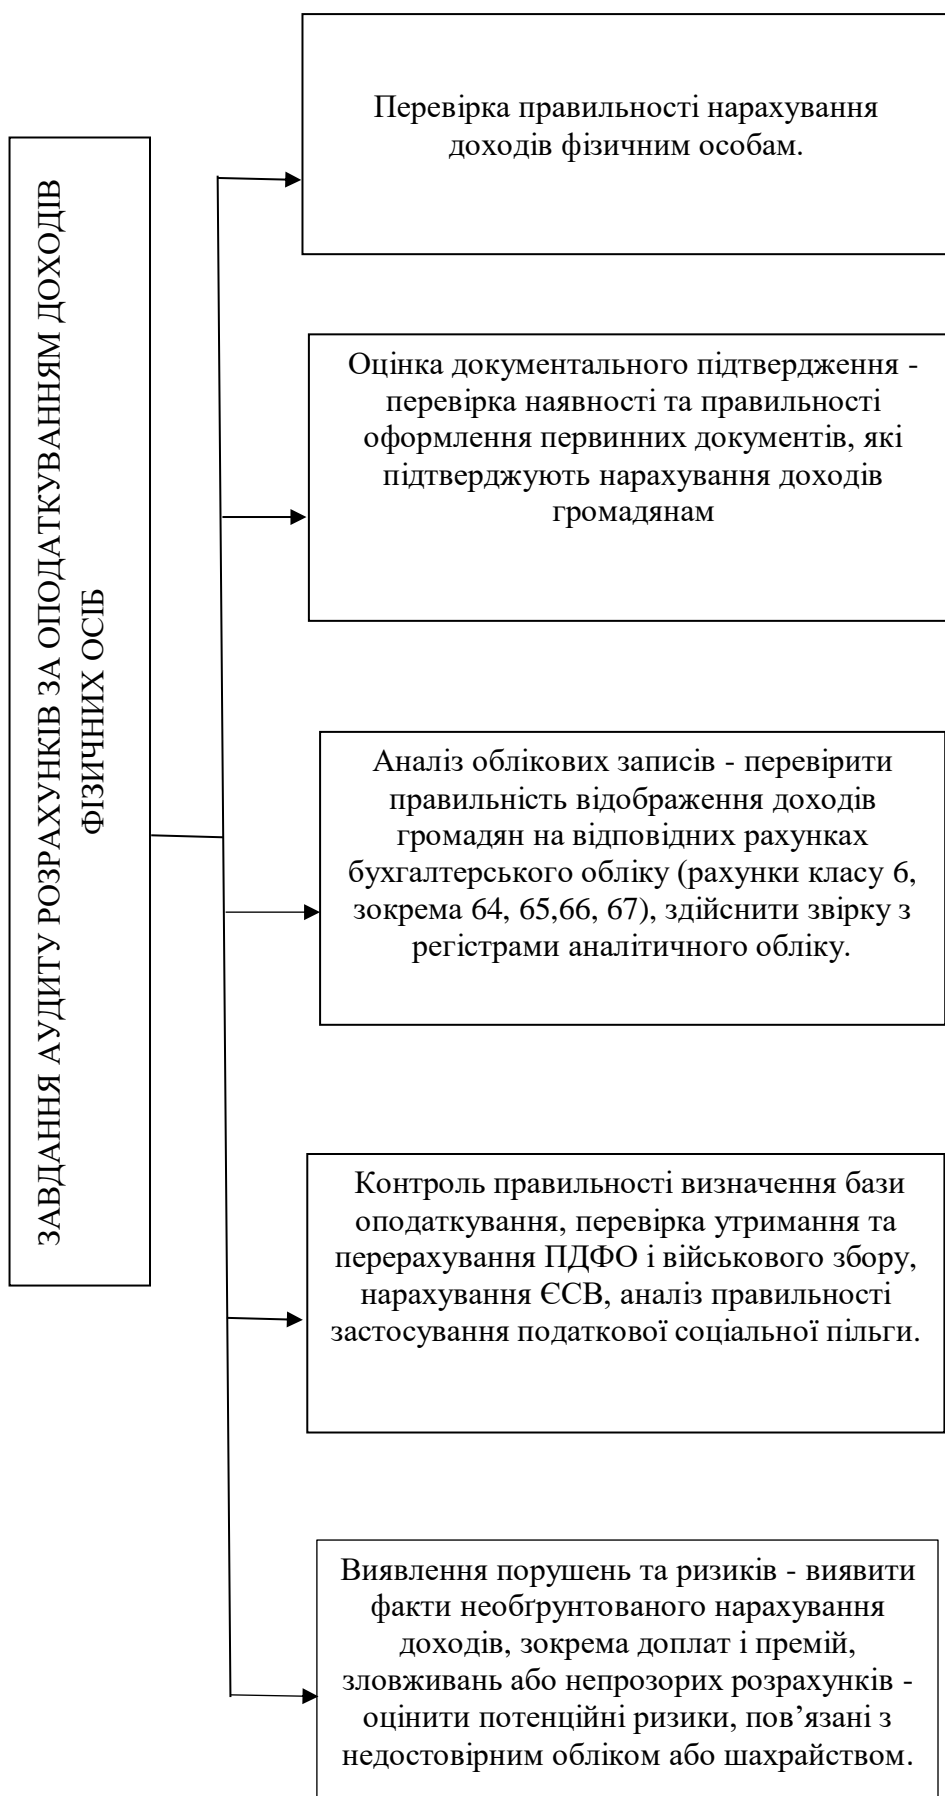 ЗАВДАННЯ АУДИТУ РОЗРАХУНКІВ ЗА ОПОДАТКУВАННЯМ ДОХОДІВ
ФІЗИЧНИХ ОСІБ
Перевірка правильності нарахування
доходів фізичним особам.
Оцінка документального підтвердження -
перевірка наявності та правильності
оформлення первинних документів, які
підтверджують нарахування доходів
громадянам
Аналіз облікових записів - перевірити
правильність відображення доходів
громадян на відповідних рахунках
бухгалтерського обліку (рахунки класу 6,
зокрема 64, 65,66, 67), здійснити звірку з
регістрами аналітичного обліку.
Контроль правильності визначення бази
оподаткування, перевірка утримання та
перерахування ПДФО і військового збору,
нарахування ЄСВ, аналіз правильності
застосування податкової соціальної пільги.
Виявлення порушень та ризиків - виявити
факти необґрунтованого нарахування
доходів, зокрема доплат і премій,
зловживань або непрозорих розрахунків -
оцінити потенційні ризики, пов’язані з
недостовірним обліком або шахрайством.